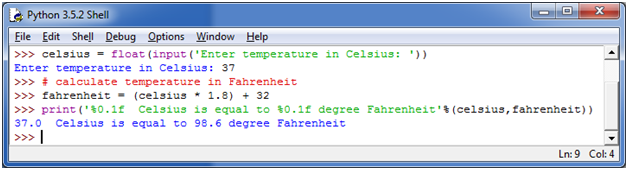 Python 3.5.2 Shell
File Edit Shell Debug Options Window Help
>>> celsius = float(input('Enter temperature in Celsius: '))
Enter temperature in Celsius: 37
>>> # calculate temperature in Fahrenheit
>>> fahrenheit = (celsius * 1.8) + 32
>>> print('%0.1f  Celsius is equal to %0.1f degree Fahrenheit'%(celsius,fahrenheit))
37.0  Celsius is equal to 98.6 degree Fahrenheit
>>>
Ln: 9 Col: 4